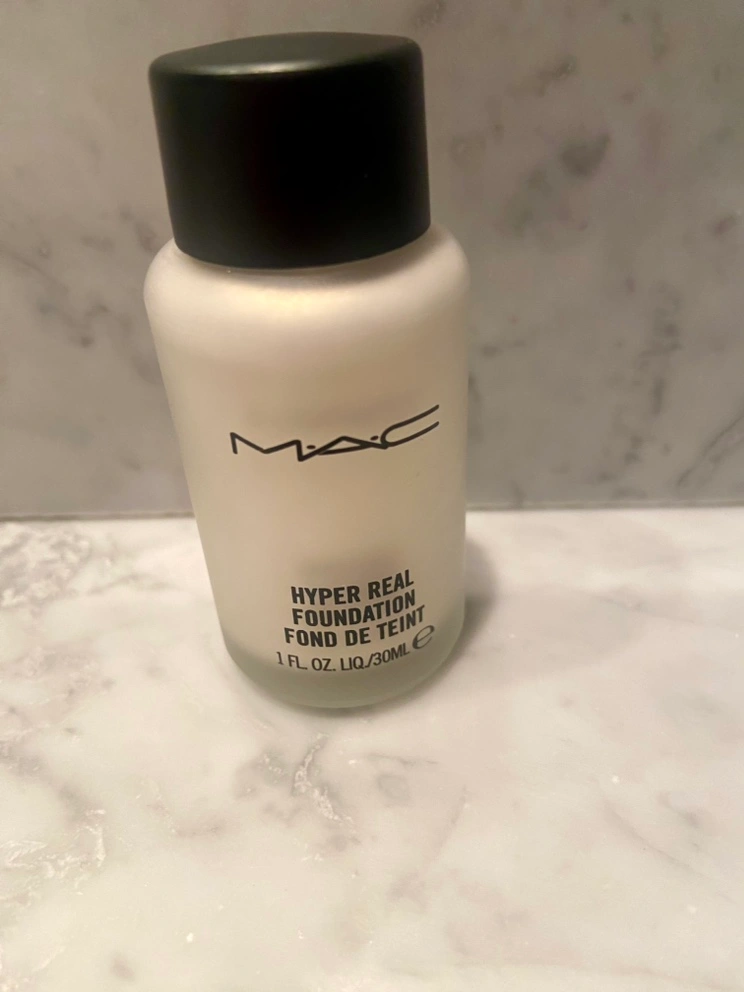 M·A·C
HYPER REAL
FOUNDATION
FOND DE TEINT
1 FL. OZ. LIQ./30ML ℮